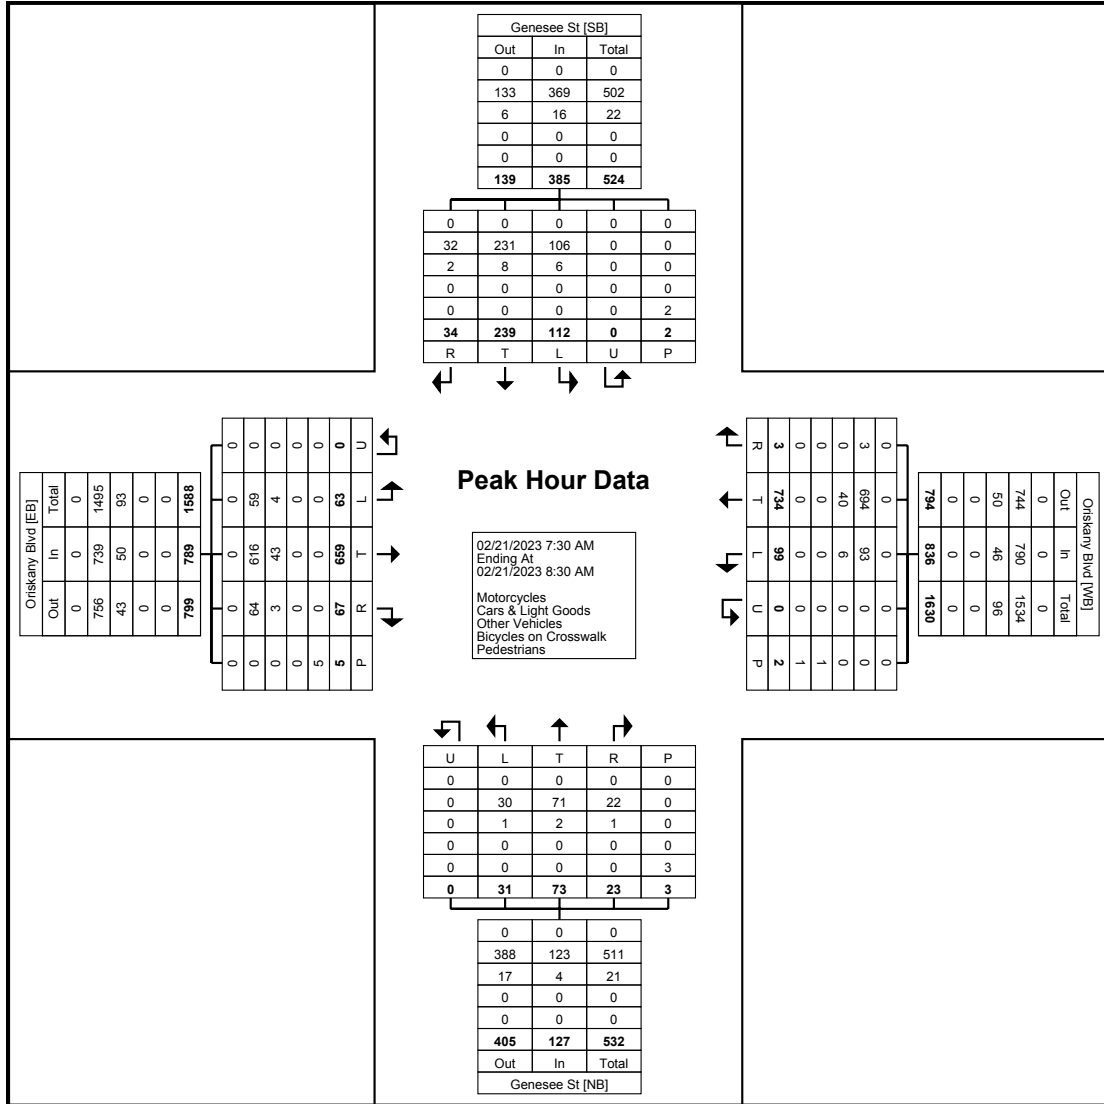 Genesee St [SB]
Out In Total
0 0 0
133 369 502
6 16 22
0 0 0
0 0 0
139 385 524
0 0 0 0 0
32 231 106 0 0
2 8 6 0 0
0 0 0 0 0
0 0 0 0 2
34 239 112 0 2
R T L U P
Oriskany Blvd [EB]
Total In Out
0 0 0
1495 739 756
93 50 43
0 0 0
0 0 0
1588 789 799
0 0 0 0 0
0 59 616 64 0
0 4 43 3 0
0 0 0 0 0
0 0 0 0 5
0 63 659 67 5
U L T R P
Peak Hour Data
02/21/2023 7:30 AM
Ending At
02/21/2023 8:30 AM
Motorcycles
Cars & Light Goods
Other Vehicles
Bicycles on Crosswalk
Pedestrians
Oriskany Blvd [WB]
Out In Total
0 0 0
744 790 1534
50 46 96
0 0 0
0 0 0
794 836 1630
0 0 0 0 0
3 694 93 0 0
0 40 6 0 0
0 0 0 0 1
0 0 0 0 1
3 734 99 0 2
R T L U P
U L T R P
0 0 0 0 0
0 30 71 22 0
0 1 2 1 0
0 0 0 0 0
0 0 0 0 3
0 31 73 23 3
0 0 0
388 123 511
17 4 21
0 0 0
0 0 0
405 127 532
Out In Total
Genesee St [NB]